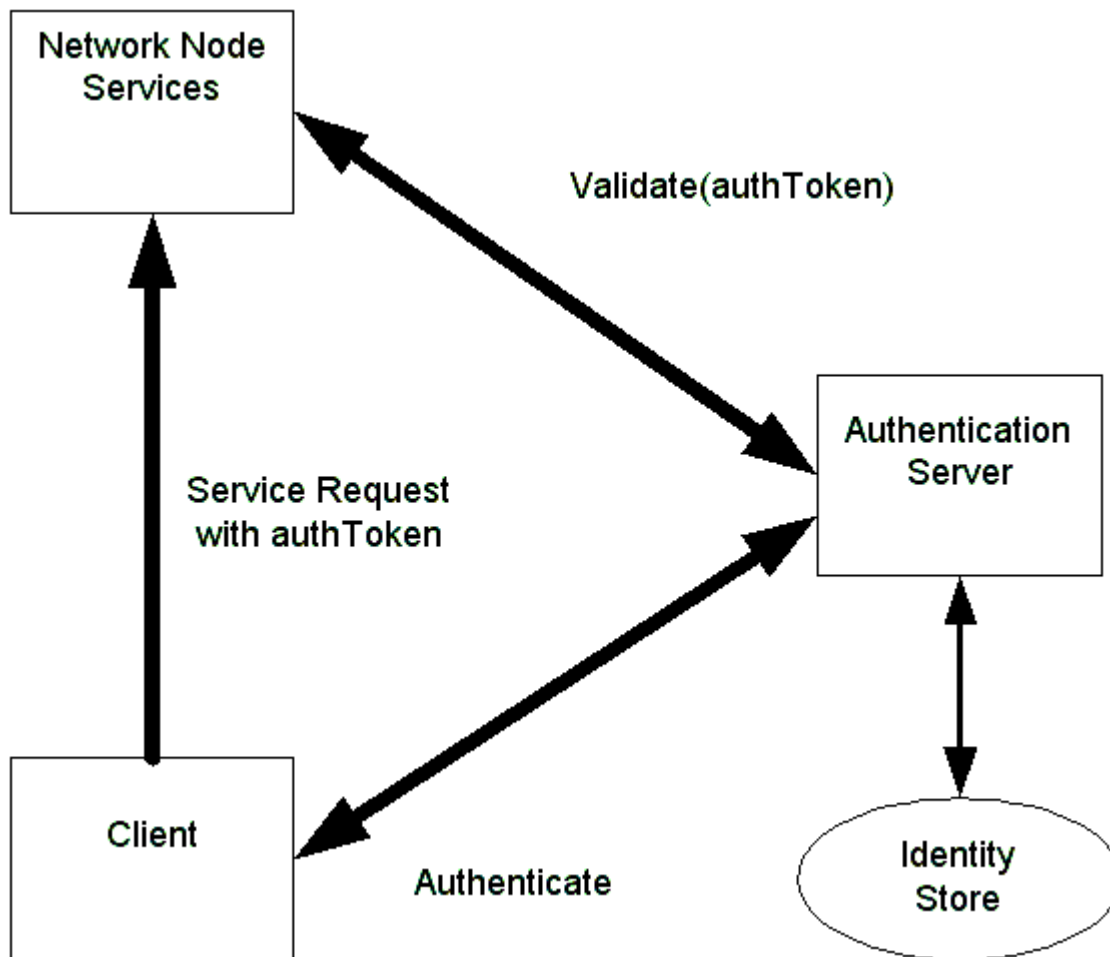 Network Node
Services
Validate(authToken)
Authentication
Server
Service Request
with authToken
Client
Authenticate
Identity
Store